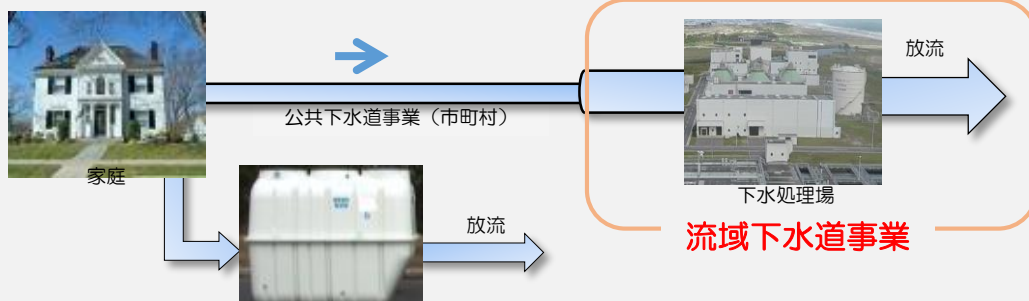 放流
公共下水道事業（市町村）
家庭
下水処理場
放流
流域下水道事業